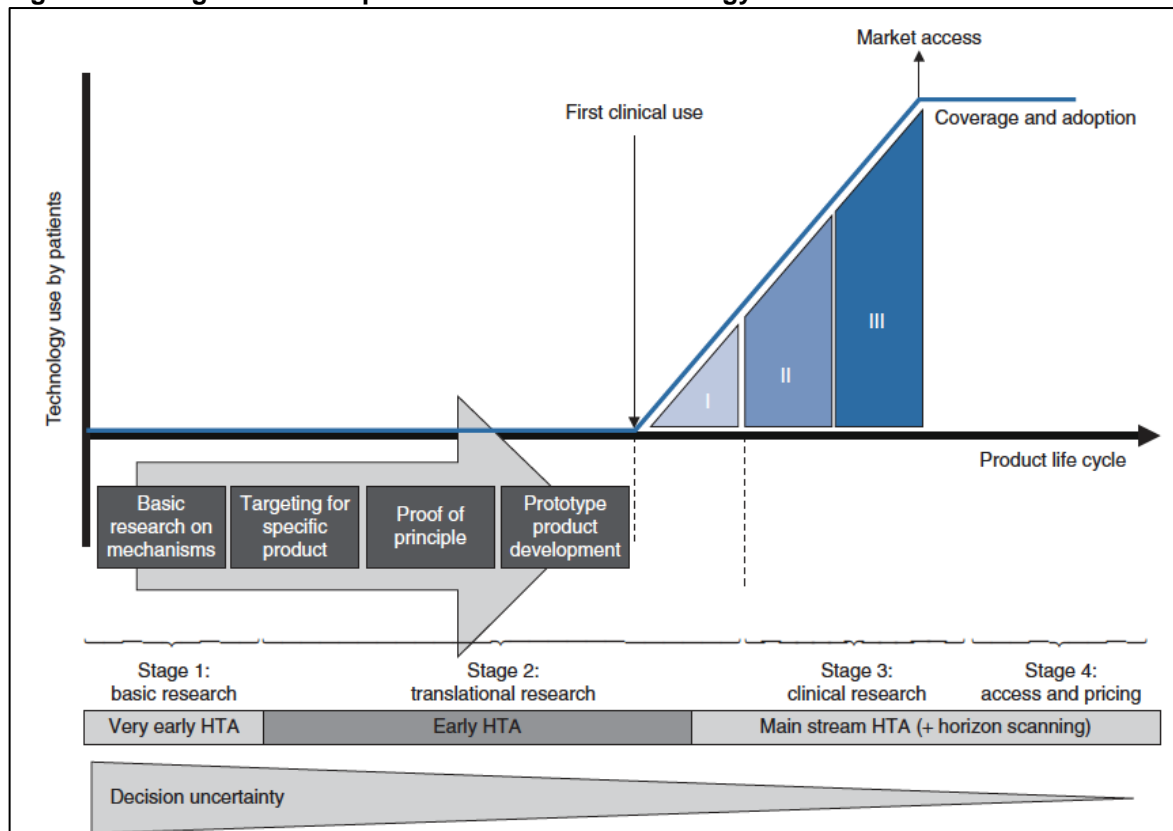 Market access
First clinical use
Coverage and adoption
Technology use by patients
I
II
III
Product life cycle
Basic
research on
mechanisms
Targeting for
specific
product
Proof of
principle
Prototype
product
development
Stage 1:
basic research
Stage 2:
translational research
Stage 3:
clinical research
Stage 4:
access and pricing
Very early HTA
Early HTA
Main stream HTA (+ horizon scanning)
Decision uncertainty